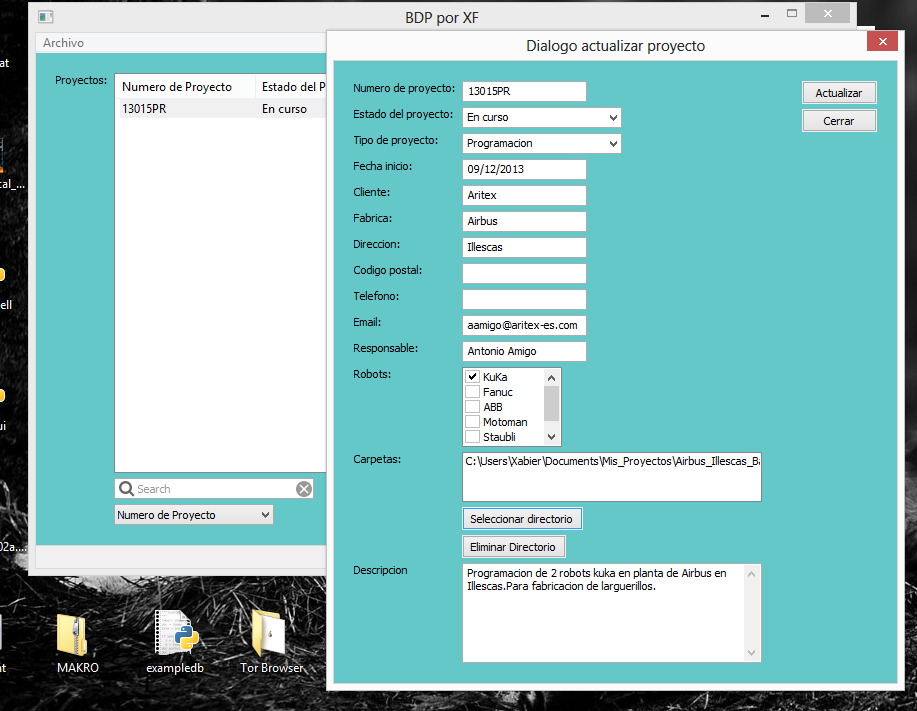 BDP por XF
Archivo
Proyectos:
Numero de Proyecto
Estado del P
13015PR
En curso
Search
Numero de Proyecto
Dialogo actualizar proyecto
Numero de proyecto: 13015PR
Actualizar
Estado del proyecto: En curso
Cerrar
Tipo de proyecto: Programacion
Fecha inicio: 09/12/2013
Cliente: Aritex
Fabrica: Airbus
Direccion: Illescas
Codigo postal:
Telefono:
Email: aamigo@aritex-es.com
Responsable: Antonio Amigo
Robots:
KuKa
Fanuc
ABB
Motoman
Staubli
Carpetas: C:\Users\Xabier\Documents\Mis_Proyectos\Airbus_Illescas_Ba
Seleccionar directorio
Eliminar Directorio
Descripcion
Programacion de 2 robots kuka en planta de Airbus en
Illescas.Para fabricacion de larguerillos.
at
cal_...
ell
ui
02a....
nt
MAKRO
exampledb
Tor Browser